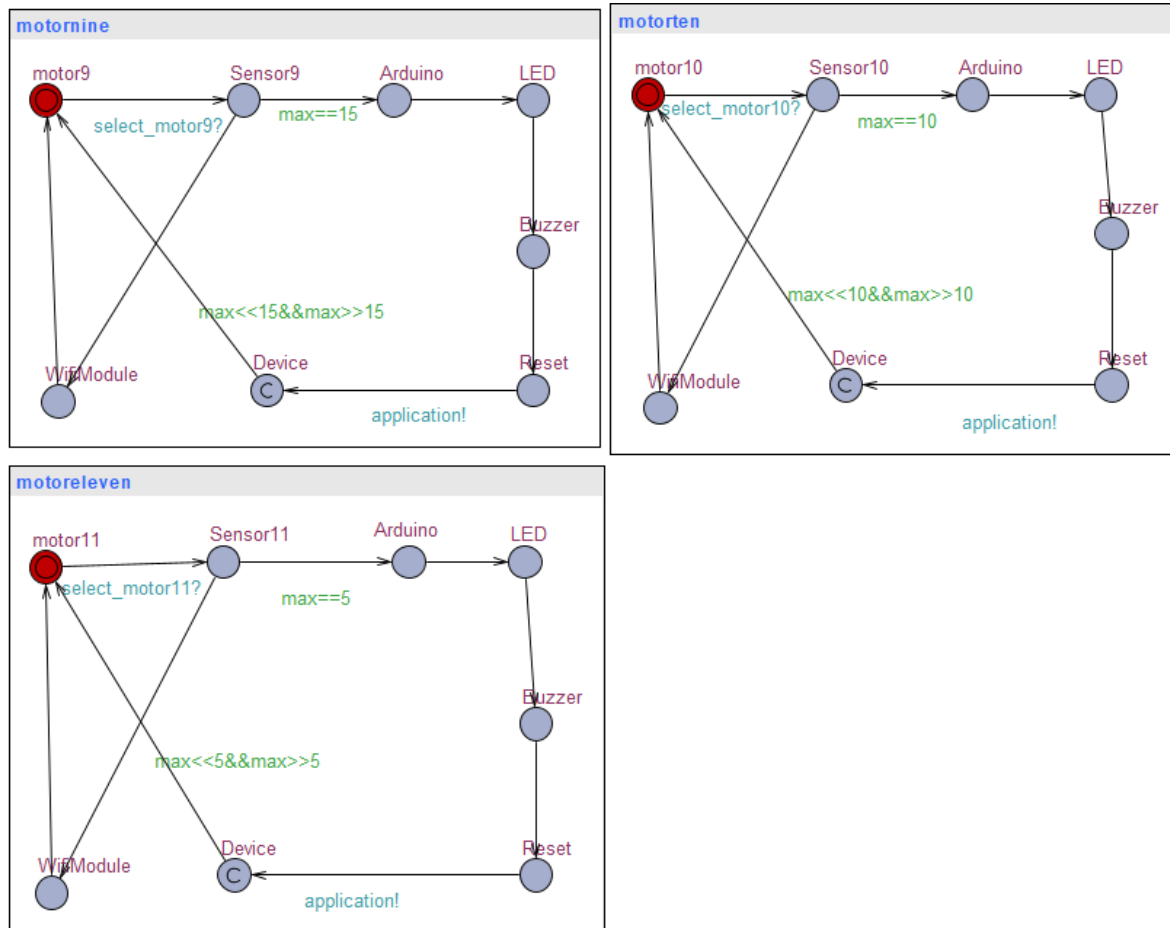 motornine
motor9
Sensor9
Arduino
LED
select_motor9?
max==15
Buzzer
max<<15&&max>>15
WifiModule
Device
Reset
C
application!
motorten
motor10
Sensor10
Arduino
LED
select_motor10?
max==10
Buzzer
max<<10&&max>>10
WifiModule
Device
Reset
C
application!
motoreleven
motor11
Sensor11
Arduino
LED
select_motor11?
max==5
Buzzer
max<<5&&max>>5
WifiModule
Device
Reset
C
application!